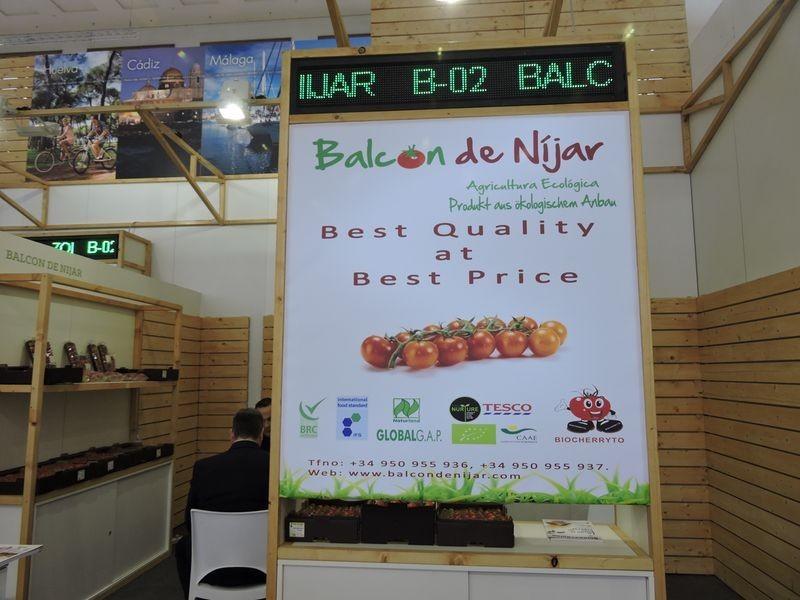 Huelva
Cádiz
Málaga
IJAR B-02 BALC
Balcon de Níjar
Agricultura Ecológica
Produkt aus ökologischem Anbau
Best Quality
at
Best Price
BRC
international
food standard
IFS
Naturland
GLOBALG.A.P.
NURTURE
TESCO
CAAE
BIOCHERRYTO
Tfno: +34 950 955 936, +34 950 955 937.
Web: www.balcondenijar.com
ZOL B-02
BALCON DE NIJAR